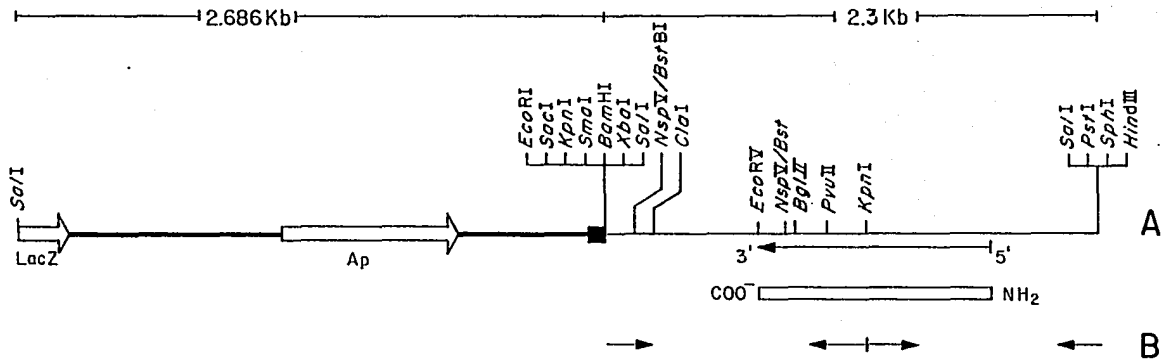 2.686 Kb
2.3 Kb
EcoRI
SacI
KpnI
SmaI
BamHI
XbaI
SalI
NspV/BstBI
ClaI
SalI
PstI
SphI
HindIII
SalI
EcoRV
NspV/Bst
BglII
PvuII
KpnI
A
LacZ
Ap
3'
5'
COO⁻
NH₂
B